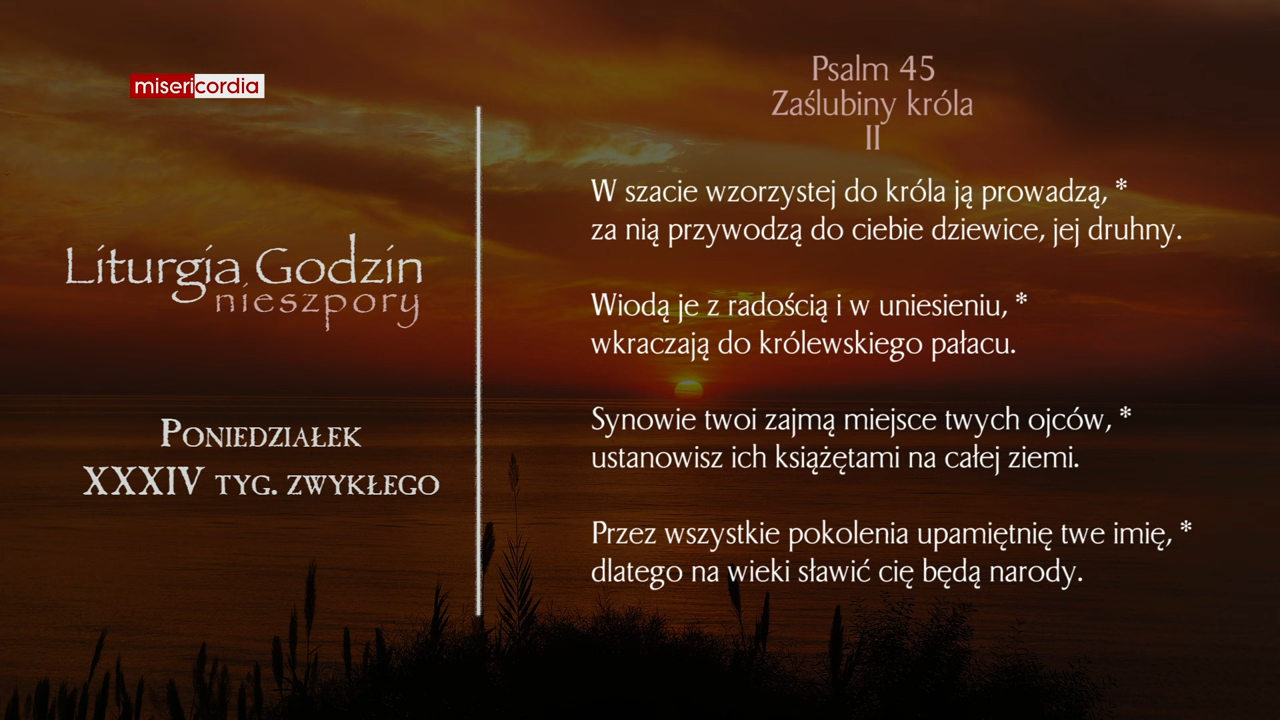 misericordia
Liturgia Godzin
nieszpory
Poniedziałek
XXXIV tyg. zwykłego
Psalm 45
Zaślubiny króla
II
W szacie wzorzystej do króla ją prowadzą, *
za nią przywodzą do ciebie dziewice, jej druhny.
Wiodą je z radością i w uniesieniu, *
wkraczają do królewskiego pałacu.
Synowie twoi zajmą miejsce twych ojców, *
ustanowisz ich książętami na całej ziemi.
Przez wszystkie pokolenia upamiętnię twe imię, *
dlatego na wieki sławić cię będą narody.